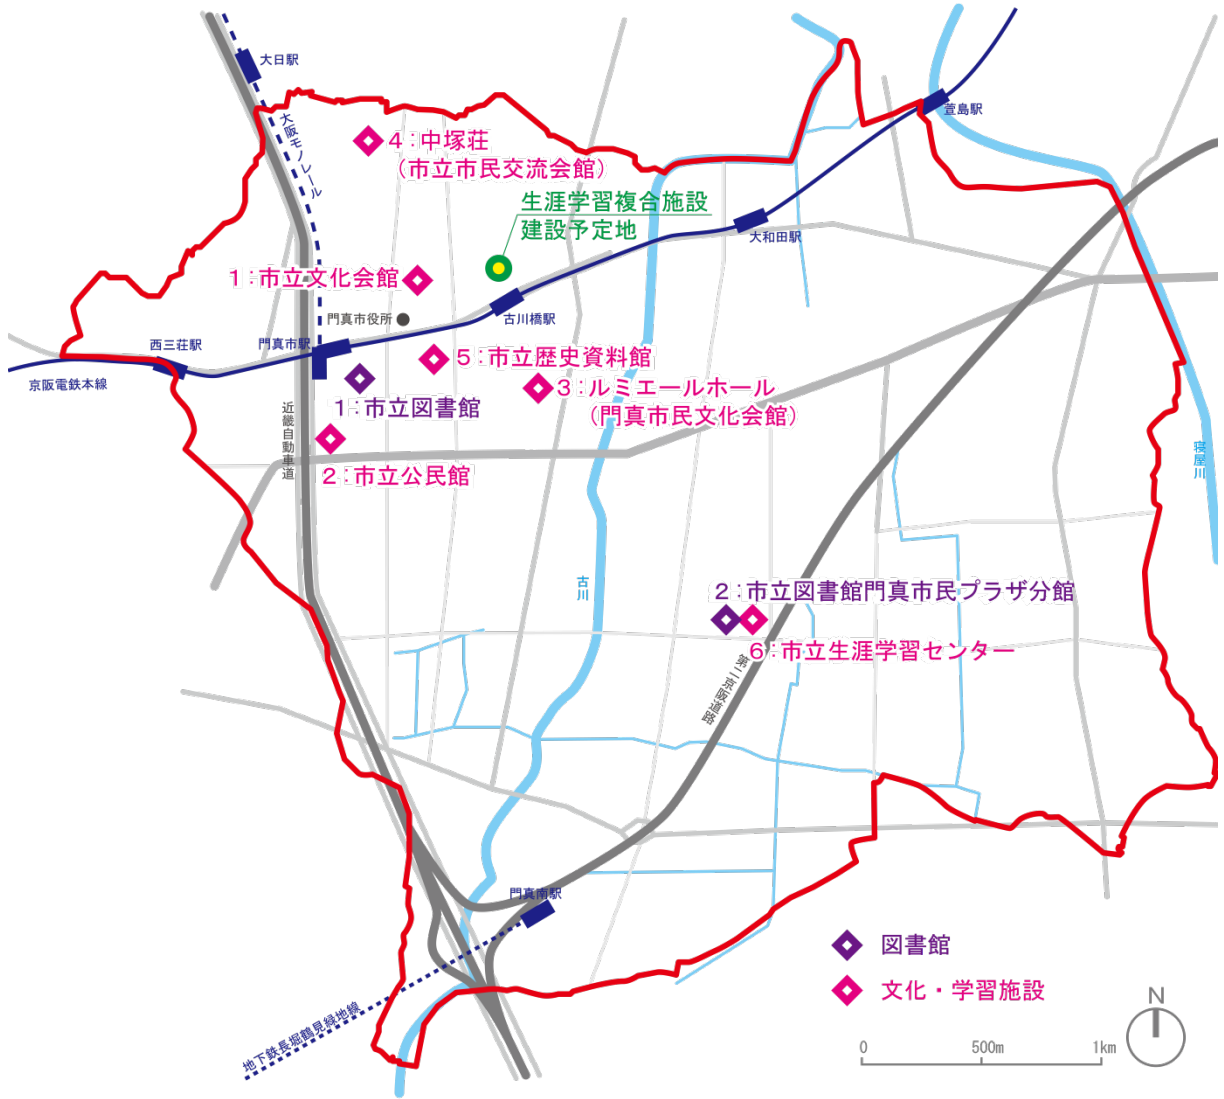 大日駅
萱島駅
大阪モノレール
4：中塚荘
（市立市民交流会館）
生涯学習複合施設
建設予定地
大和田駅
1：市立文化会館
門真市役所
古川橋駅
西三荘駅
門真市駅
京阪電鉄本線
5：市立歴史資料館
3：ルミエールホール
（門真市民文化会館）
1：市立図書館
近畿自動車道
2：市立公民館
寝屋川
古川
2：市立図書館門真市民プラザ分館
6：市立生涯学習センター
第二京阪道路
門真南駅
地下鉄長堀鶴見緑地線
図書館
文化・学習施設
N
0 500m 1km